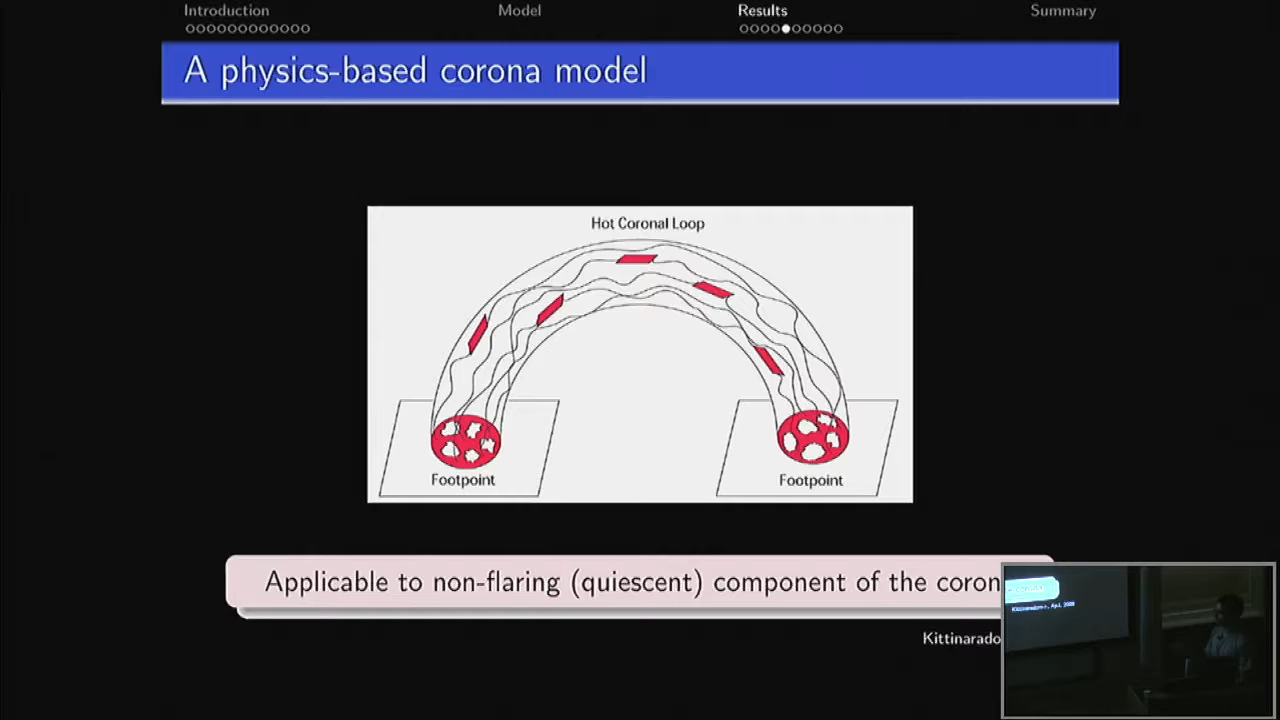 Introduction Model Results Summary
A physics-based corona model
Hot Coronal Loop
Footpoint Footpoint
Applicable to non-flaring (quiescent) component of the coron
Kittinarado